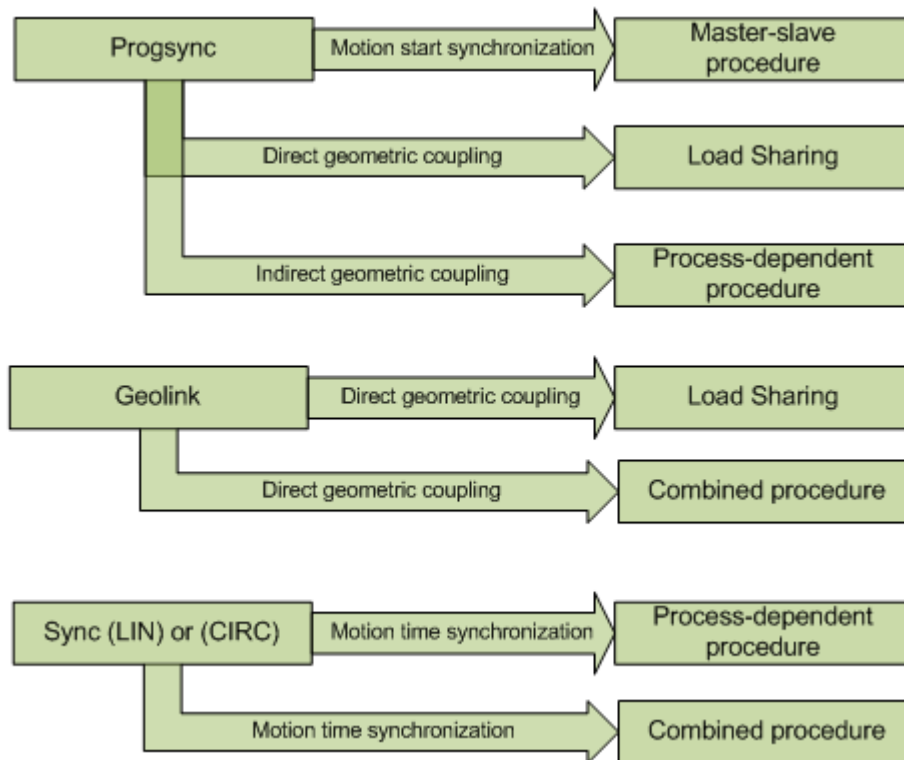 Progsync
Motion start synchronization
Master-slave
procedure
Direct geometric coupling
Load Sharing
Indirect geometric coupling
Process-dependent
procedure
Geolink
Direct geometric coupling
Load Sharing
Direct geometric coupling
Combined procedure
Sync (LIN) or (CIRC)
Motion time synchronization
Process-dependent
procedure
Motion time synchronization
Combined procedure